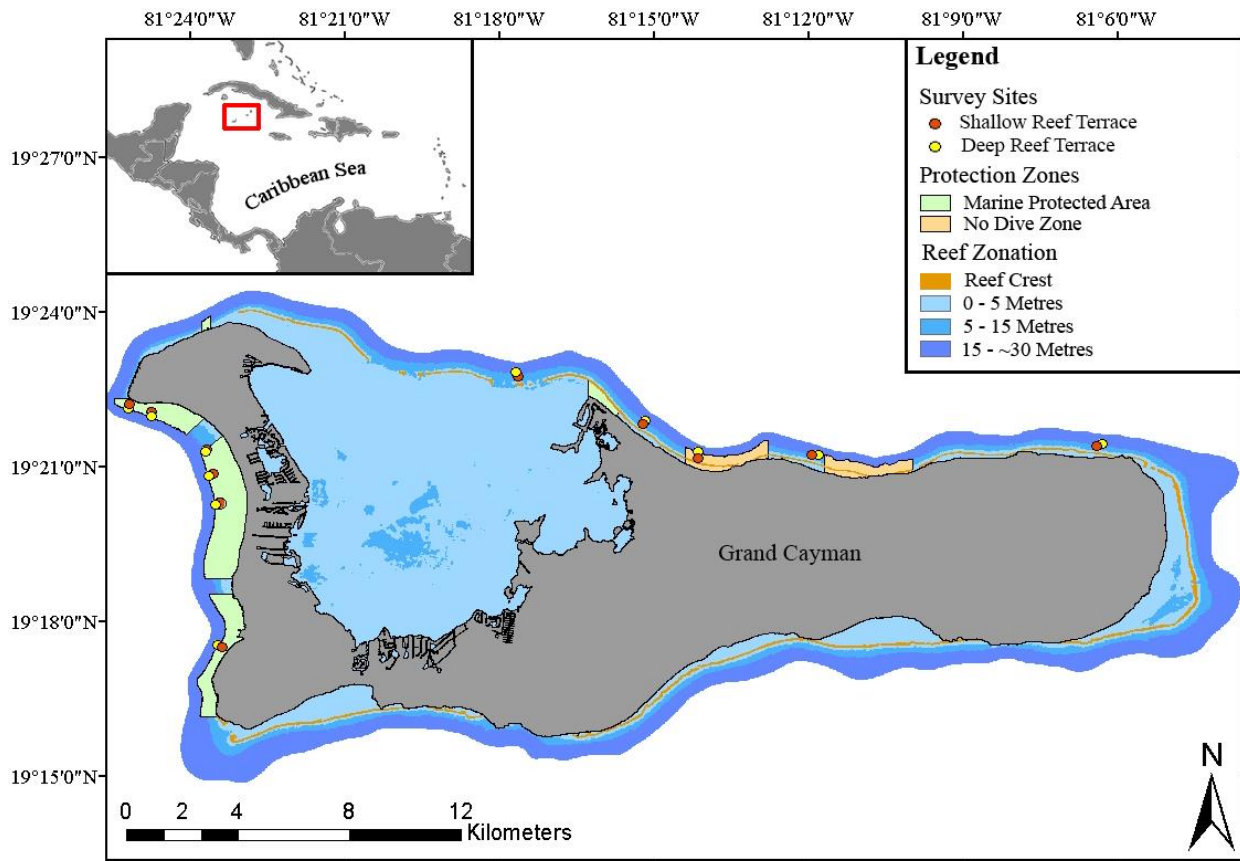 81°24'0"W 81°21'0"W 81°18'0"W 81°15'0"W 81°12'0"W 81°9'0"W 81°6'0"W
Caribbean Sea
Legend
Survey Sites
Shallow Reef Terrace
Deep Reef Terrace
Protection Zones
Marine Protected Area
No Dive Zone
Reef Zonation
Reef Crest
0 - 5 Metres
5 - 15 Metres
15 - ~30 Metres
19°27'0"N
19°24'0"N
19°21'0"N
19°18'0"N
19°15'0"N
Grand Cayman
N
0 2 4 8 12
Kilometers